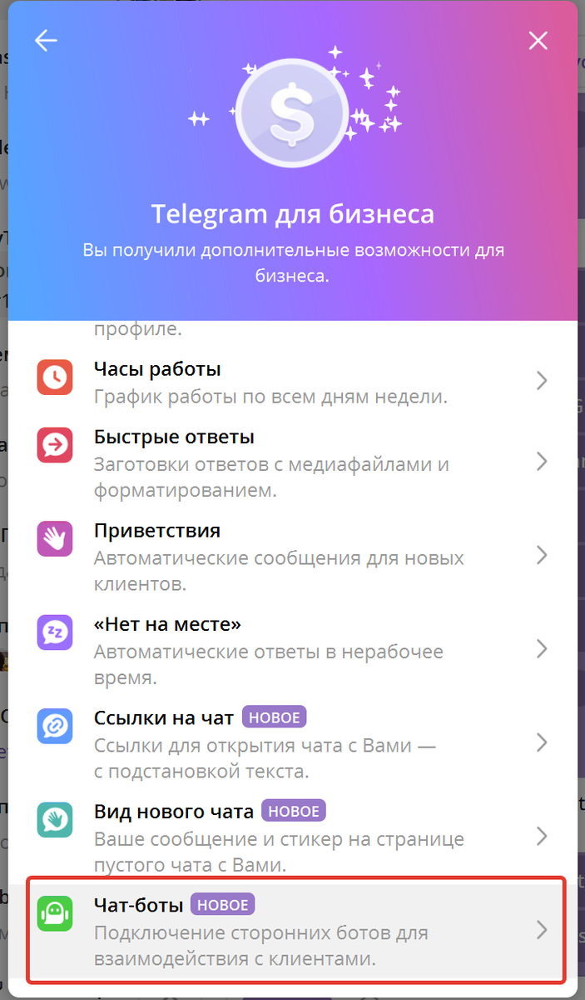 Telegram для бизнеса
Вы получили дополнительные возможности для
бизнеса.
профиле.
Часы работы
График работы по всем дням недели.
Быстрые ответы
Заготовки ответов с медиафайлами и
форматированием.
Приветствия
Автоматические сообщения для новых
клиентов.
«Нет на месте»
Автоматические ответы в нерабочее
время.
Ссылки на чат НОВОЕ
Ссылки для открытия чата с Вами —
с подстановкой текста.
Вид нового чата НОВОЕ
Ваше сообщение и стикер на странице
пустого чата с Вами.
Чат-боты НОВОЕ
Подключение сторонних ботов для
взаимодействия с клиентами.